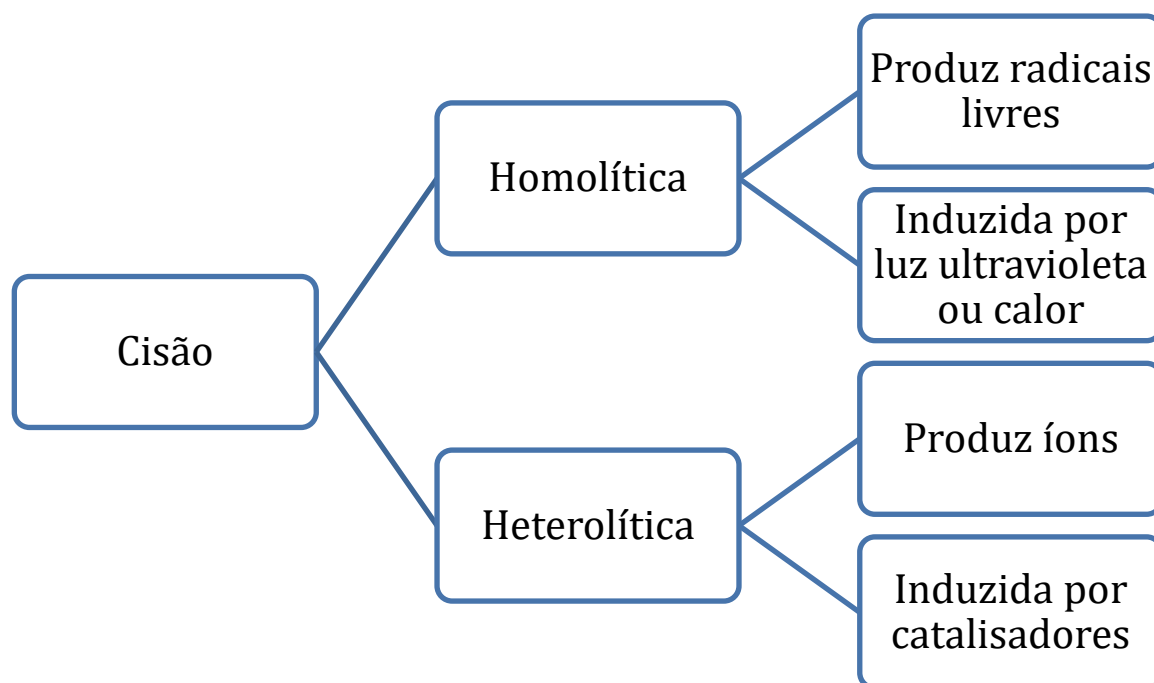 Cisão
Homolítica
Produz radicais
livres
Induzida por
luz ultravioleta
ou calor
Heterolítica
Produz íons
Induzida por
catalisadores